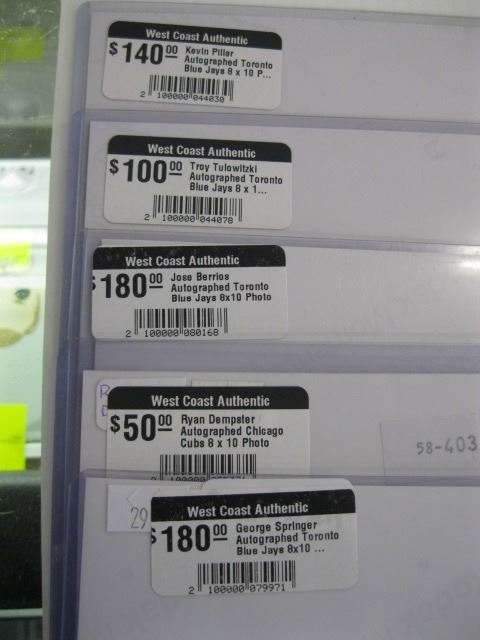 West Coast Authentic
$140.00 Kevin Pillar
Autographed Toronto
Blue Jays 8 x 10 P...
2 100000 044030
West Coast Authentic
$100.00 Troy Tulowitzki
Autographed Toronto
Blue Jays 8 x 1...
2 100000 044078
West Coast Authentic
$180.00 Jose Berrios
Autographed Toronto
Blue Jays 8x10 Photo
2 100000 080168
West Coast Authentic
$50.00 Ryan Dempster
Autographed Chicago
Cubs 8 x 10 Photo
58-403
29
West Coast Authentic
$180.00 George Springer
Autographed Toronto
Blue Jays 8x10 ...
2 100000 079971